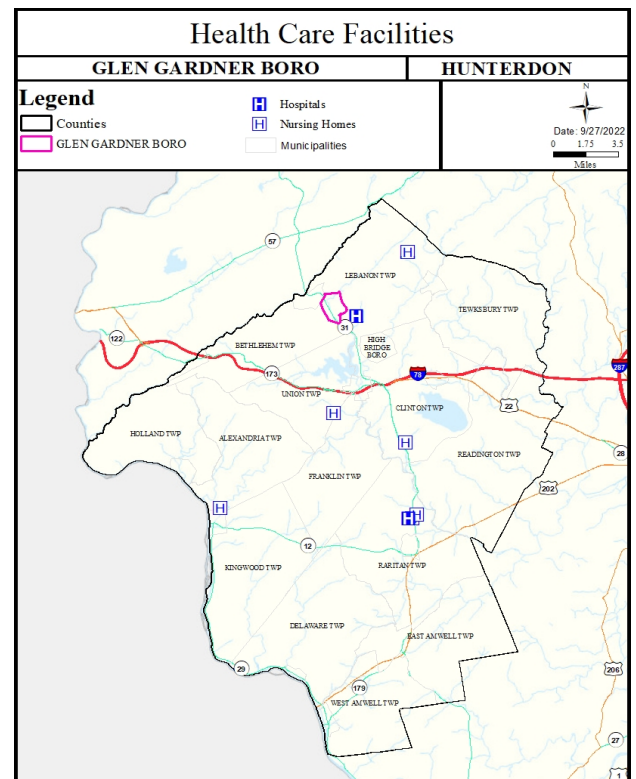 Health Care Facilities
GLEN GARDNER BORO
HUNTERDON
Legend
Counties
GLEN GARDNER BORO
H Hospitals
H Nursing Homes
Municipalities
N
Date: 9/27/2022
0 1.75 3.5
Miles
57
H
LEBANON TWP
TEWKSBURY TWP
H
31
122
BETHLEHEM TWP
HIGH
BRIDGE
BORO
173
78
287
UNION TWP
22
CLINTON TWP
H
HOLLAND TWP
ALEXANDRIA TWP
H
READINGTON TWP
28
FRANKLIN TWP
202
H
H
H
12
KINGWOOD TWP
RARITAN TWP
DELAWARE TWP
EAST AMWELL TWP
29
206
179
WEST AMWELL TWP
27
1